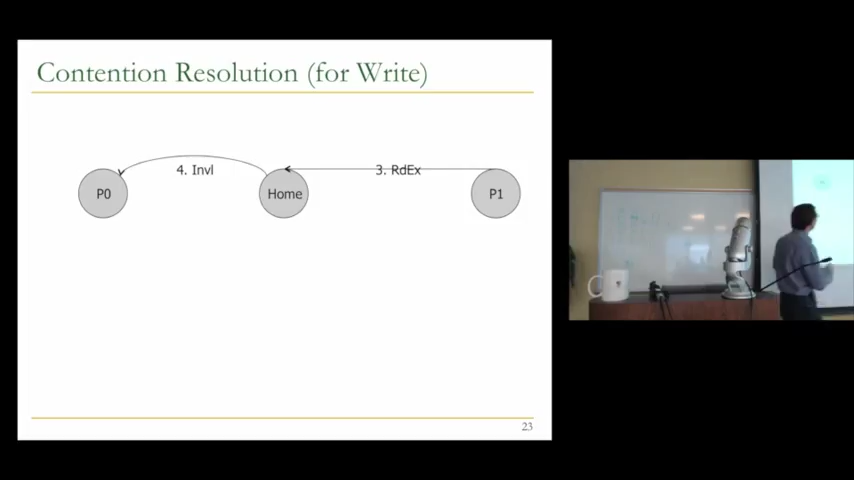 Contention Resolution (for Write)
4. Invl
3. RdEx
P0
Home
P1
23